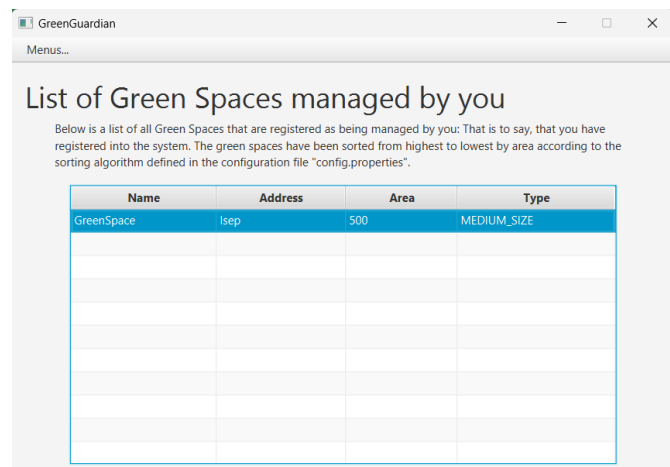 GreenGuardian
Menus...
List of Green Spaces managed by you
Below is a list of all Green Spaces that are registered as being managed by you: That is to say, that you have
registered into the system. The green spaces have been sorted from highest to lowest by area according to the
sorting algorithm defined in the configuration file "config.properties".
Name Address Area Type
GreenSpace Isep 500 MEDIUM_SIZE